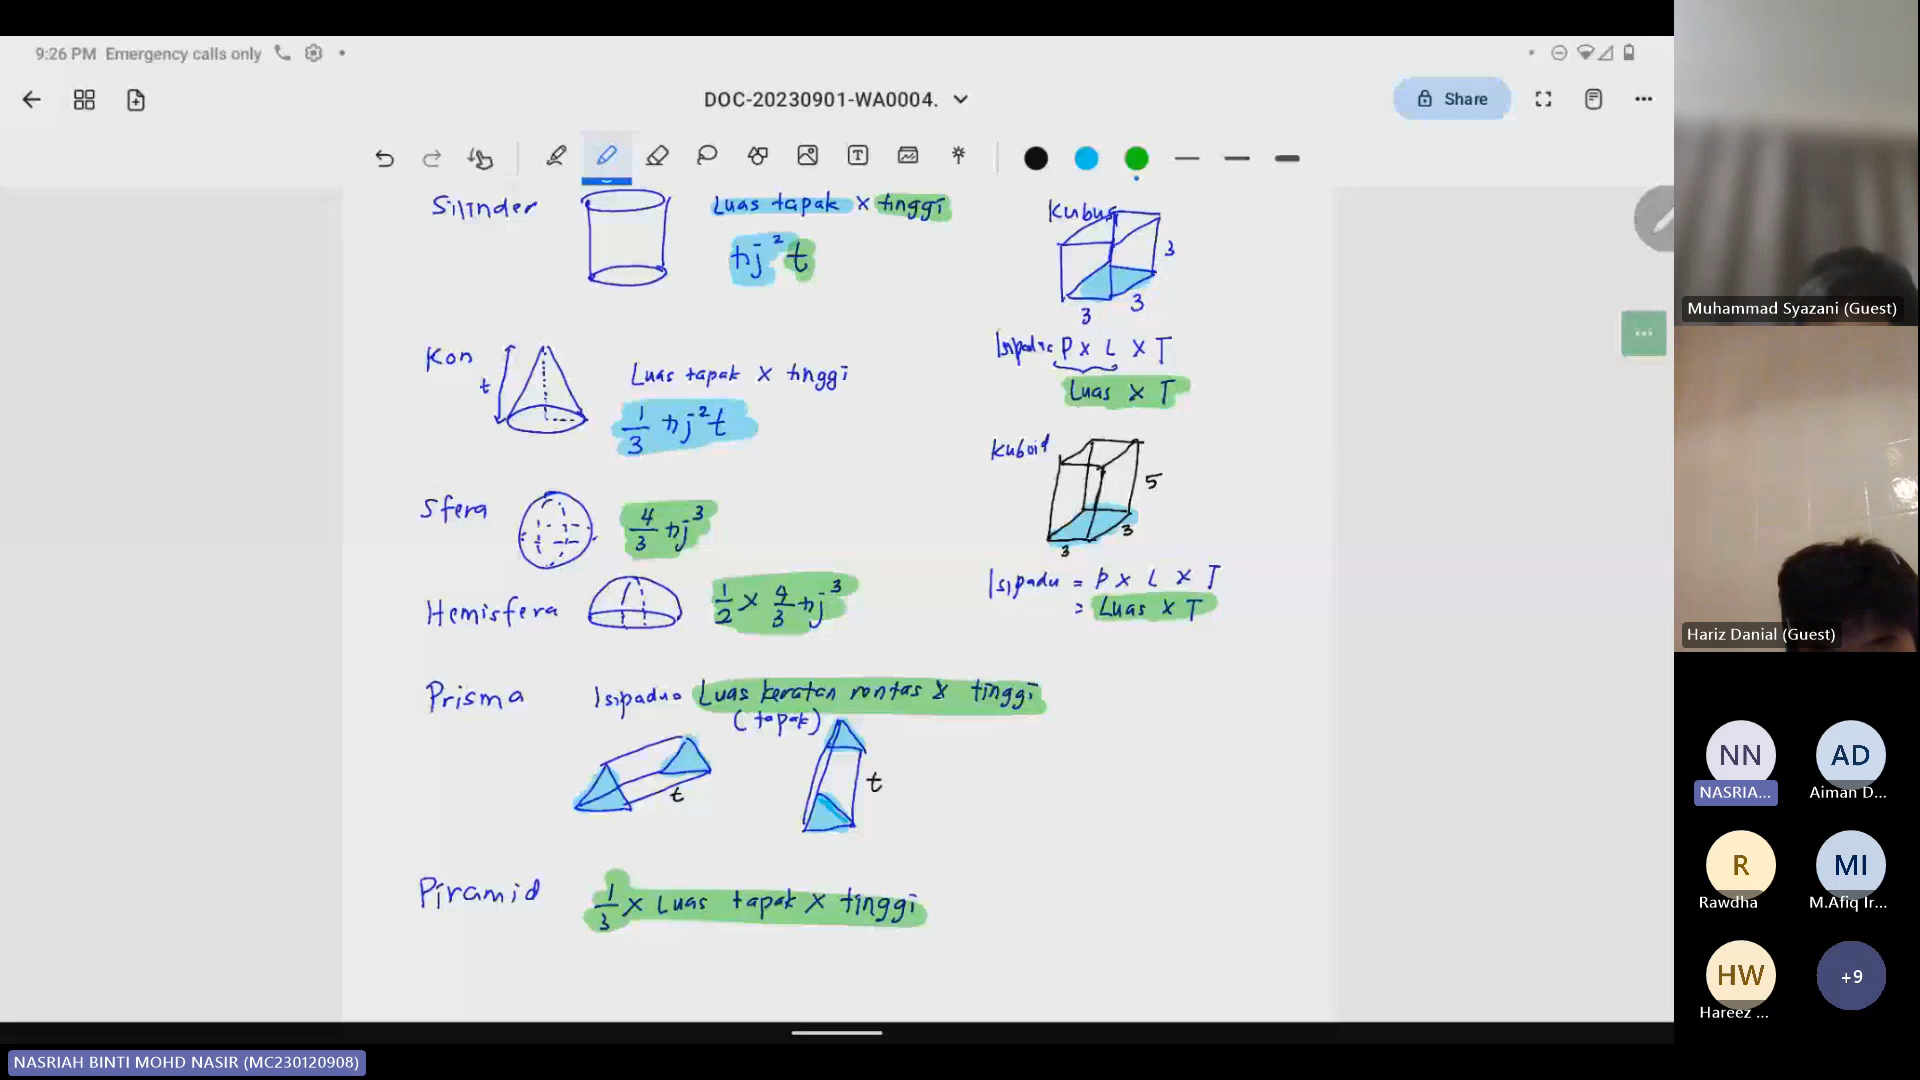 9:26 PM Emergency calls only
DOC-20230901-WA0004.
Share
Silinder
Luas tapak × tinggi
πj²t
Kubus
3
3
3
Isipadu = P × L × T
Luas × T
Kon
t
Luas tapak × tinggi
1/3 πj²t
Kuboid
5
3
3
Isipadu = P × L × T
= Luas × T
Sfera
4/3 πj³
Hemisfera
1/2 × 4/3 πj³
Prisma
Isipadu = Luas keratan rentas × tinggi
(tapak)
t
t
Piramid
1/3 × Luas tapak × tinggi
Muhammad Syazani (Guest)
Hariz Danial (Guest)
NN
AD
NASRIA...
Aiman D...
R
MI
Rawdha
M.Afiq Ir...
HW
+9
Hareez ...
NASRIAH BINTI MOHD NASIR (MC230120908)